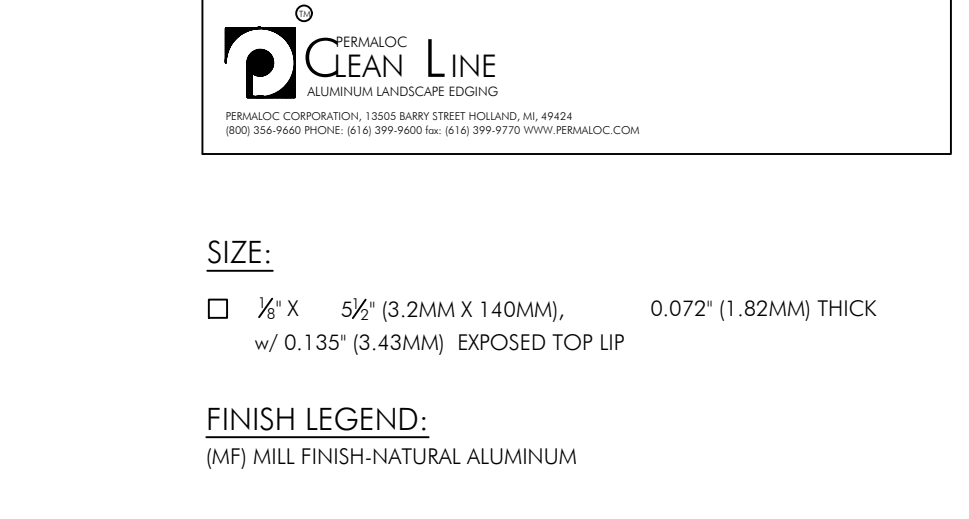 TM
PERMALOC
CLEAN LINE
ALUMINUM LANDSCAPE EDGING
PERMALOC CORPORATION, 13505 BARRY STREET HOLLAND, MI, 49424
(800) 356-9660 PHONE: (616) 399-9600 fax: (616) 399-9770 WWW.PERMALOC.COM
SIZE:
1/8" X 5 1/2" (3.2MM X 140MM), 0.072" (1.82MM) THICK
w/ 0.135" (3.43MM) EXPOSED TOP LIP
FINISH LEGEND:
(MF) MILL FINISH-NATURAL ALUMINUM